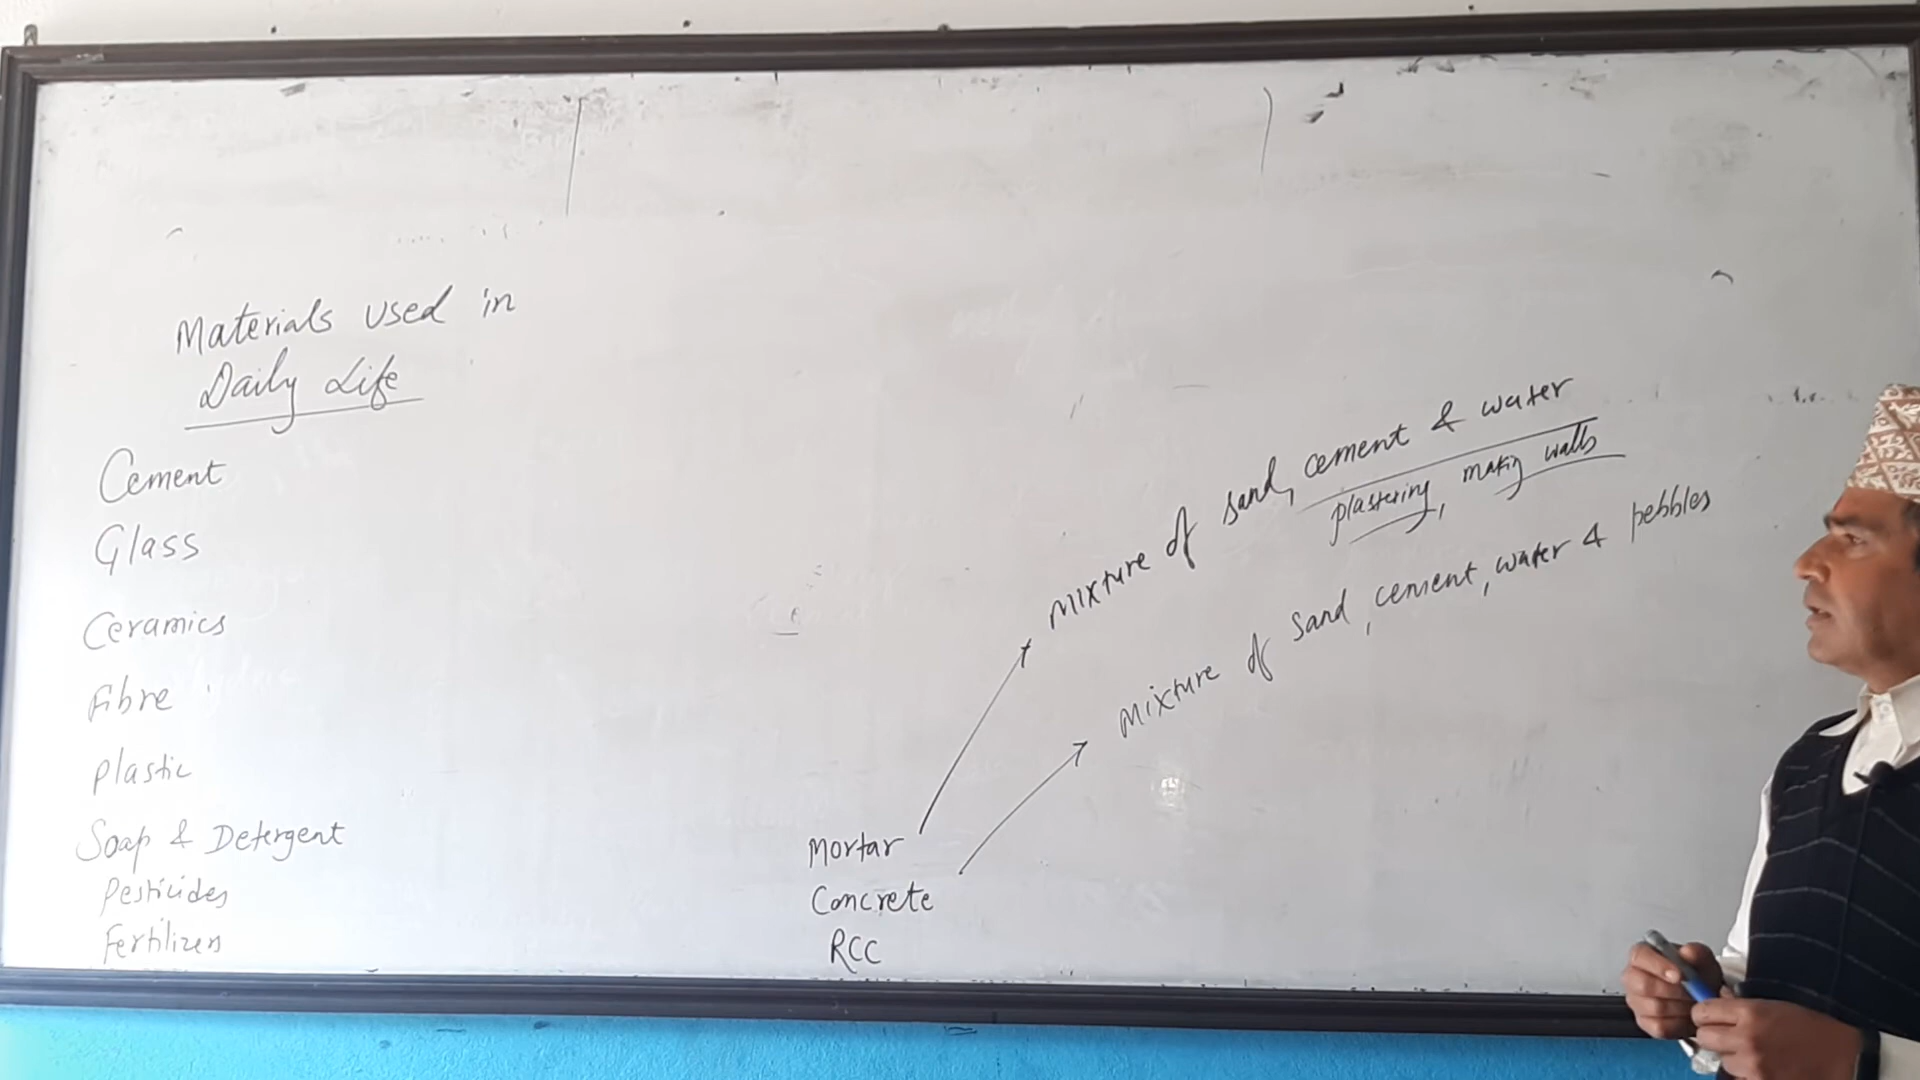 Materials used in
Daily Life
Cement
Glass
Ceramics
Fibre
Plastic
Soap & Detergent
Pesticides
Fertilizers
Mortar
Concrete
RCC
Mixture of sand, cement & water
plastering, making walls
Mixture of sand, cement, water & pebbles